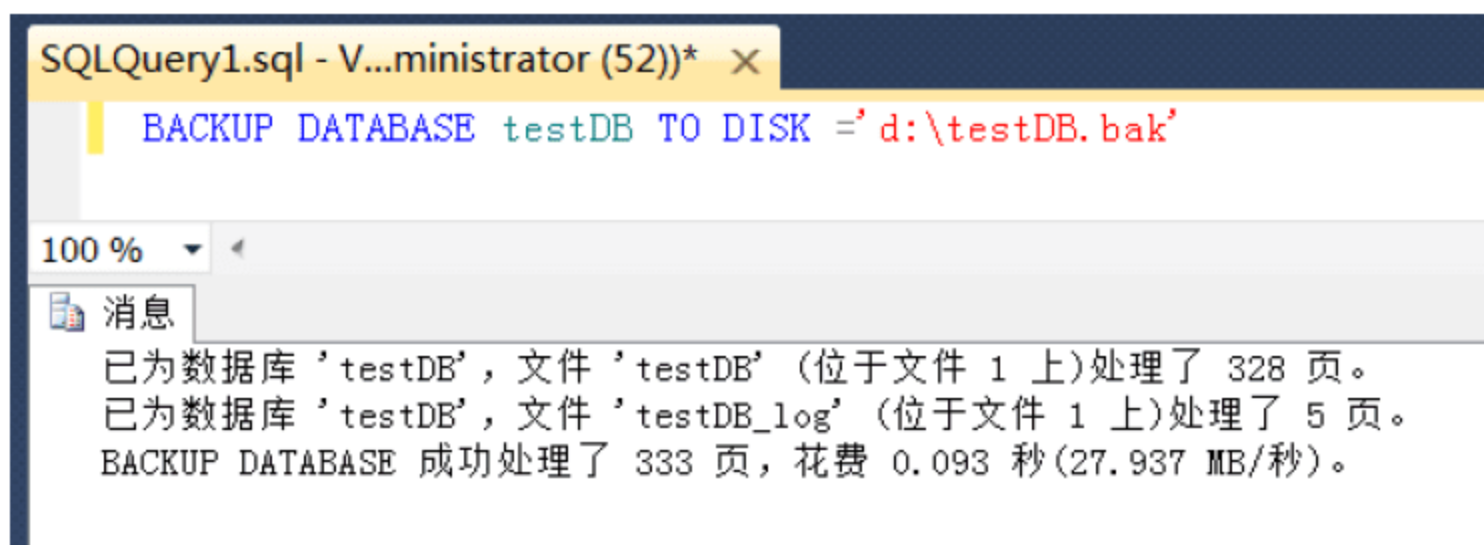 SQLQuery1.sql - V...ministrator (52))*
BACKUP DATABASE testDB TO DISK ='d:\testDB.bak'
100 %
消息
已为数据库 'testDB'，文件 'testDB' (位于文件 1 上)处理了 328 页。
已为数据库 'testDB'，文件 'testDB_log' (位于文件 1 上)处理了 5 页。
BACKUP DATABASE 成功处理了 333 页，花费 0.093 秒(27.937 MB/秒)。